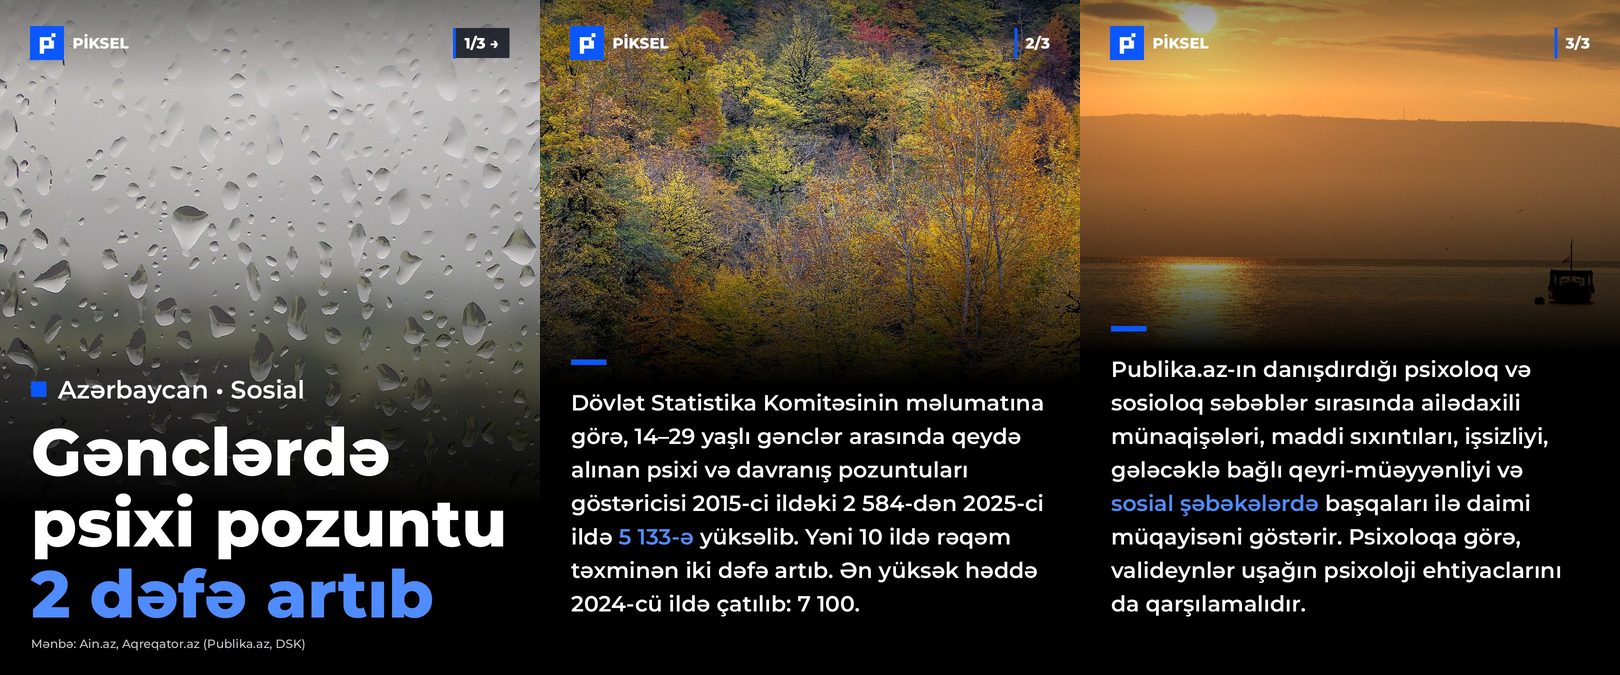 PİKSEL
1/3 →
Azərbaycan • Sosial
Gənclərdə
psixi pozuntu
2 dəfə artıb
Mənbə: Ain.az, Aqreqator.az (Publika.az, DSK)
PİKSEL
2/3
Dövlət Statistika Komitəsinin məlumatına
görə, 14–29 yaşlı gənclər arasında qeydə
alınan psixi və davranış pozuntuları
göstəricisi 2015-ci ildəki 2 584-dən 2025-ci
ildə 5 133-ə yüksəlib. Yəni 10 ildə rəqəm
təxminən iki dəfə artıb. Ən yüksək həddə
2024-cü ildə çatılıb: 7 100.
PİKSEL
3/3
Publika.az-ın danışdırdığı psixoloq və
sosioloq səbəblər sırasında ailədaxili
münaqişələri, maddi sıxıntıları, işsizliyi,
gələcəklə bağlı qeyri-müəyyənliyi və
sosial şəbəkələrdə başqaları ilə daimi
müqayisəni göstərir. Psixoloqa görə,
valideynlər uşağın psixoloji ehtiyaclarını
da qarşılamalıdır.